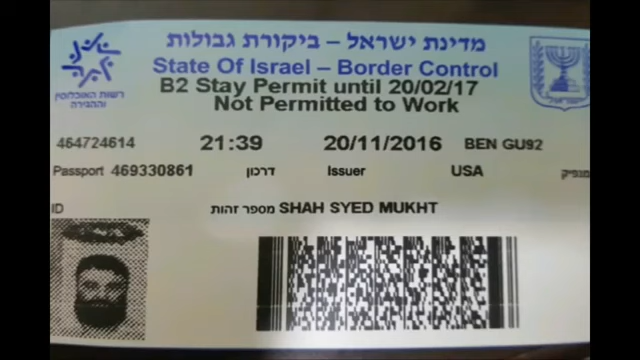 מדינת ישראל – ביקורת גבולות
State Of Israel – Border Control
רשות האוכלוסין וההגירה
B2 Stay Permit until 20/02/17
Not Permitted to Work
464724614 21:39 20/11/2016 BEN GU92
Passport 469330861 דרכון Issuer USA מנפיק
ID מספר זהות SHAH SYED MUKHT